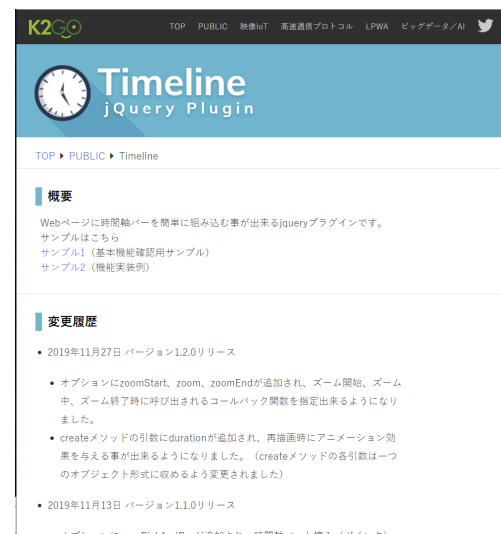 K2GO
TOP PUBLIC 映像IoT 高速通信プロトコル LPWA ビッグデータ/AI
Timeline
jQuery Plugin
TOP PUBLIC Timeline
概要
Webページに時間軸バーを簡単に組み込む事が出来るjqueryプラグインです。
サンプルはこちら
サンプル1（基本機能確認用サンプル）
サンプル2（機能実装例）
変更履歴
2019年11月27日 バージョン1.2.0リリース
オプションにzoomStart、zoom、zoomEndが追加され、ズーム開始、ズーム
中、ズーム終了時に呼び出されるコールバック関数を指定出来るようになり
ました。
createメソッドの引数にdurationが追加され、再描画時にアニメーション効
果を与える事が出来るようになりました。（createメソッドの各引数は一つ
のオブジェクト形式に収めるよう変更されました）
2019年11月13日 バージョン1.1.0リリース